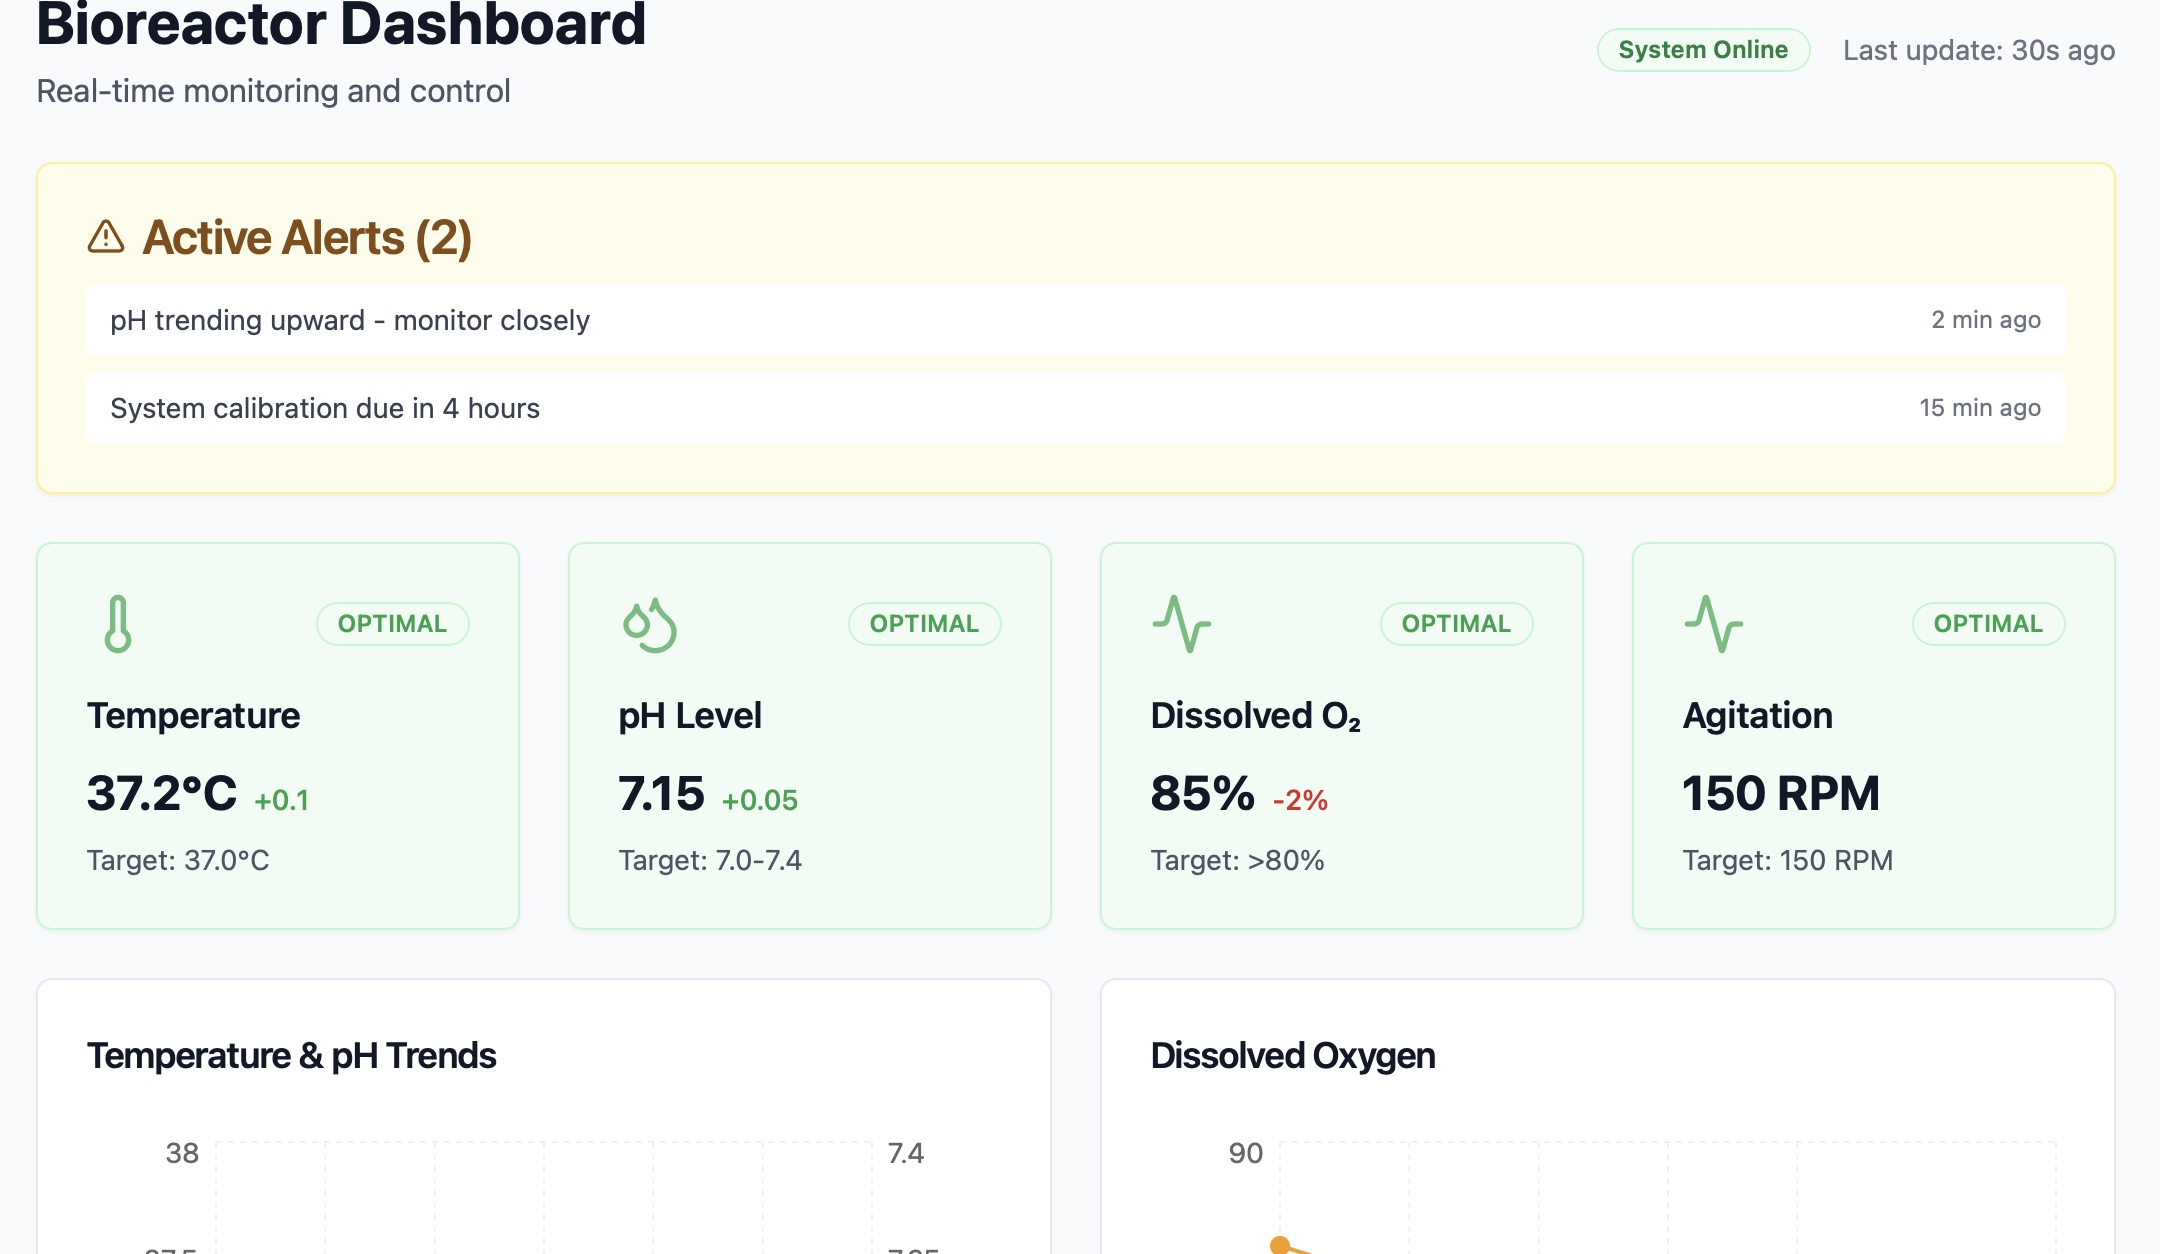 Bioreactor Dashboard
Real-time monitoring and control
System Online
Last update: 30s ago
Active Alerts (2)
pH trending upward - monitor closely
2 min ago
System calibration due in 4 hours
15 min ago
OPTIMAL
Temperature
37.2°C +0.1
Target: 37.0°C
OPTIMAL
pH Level
7.15 +0.05
Target: 7.0-7.4
OPTIMAL
Dissolved O₂
85% -2%
Target: >80%
OPTIMAL
Agitation
150 RPM
Target: 150 RPM
Temperature & pH Trends
38
7.4
Dissolved Oxygen
90